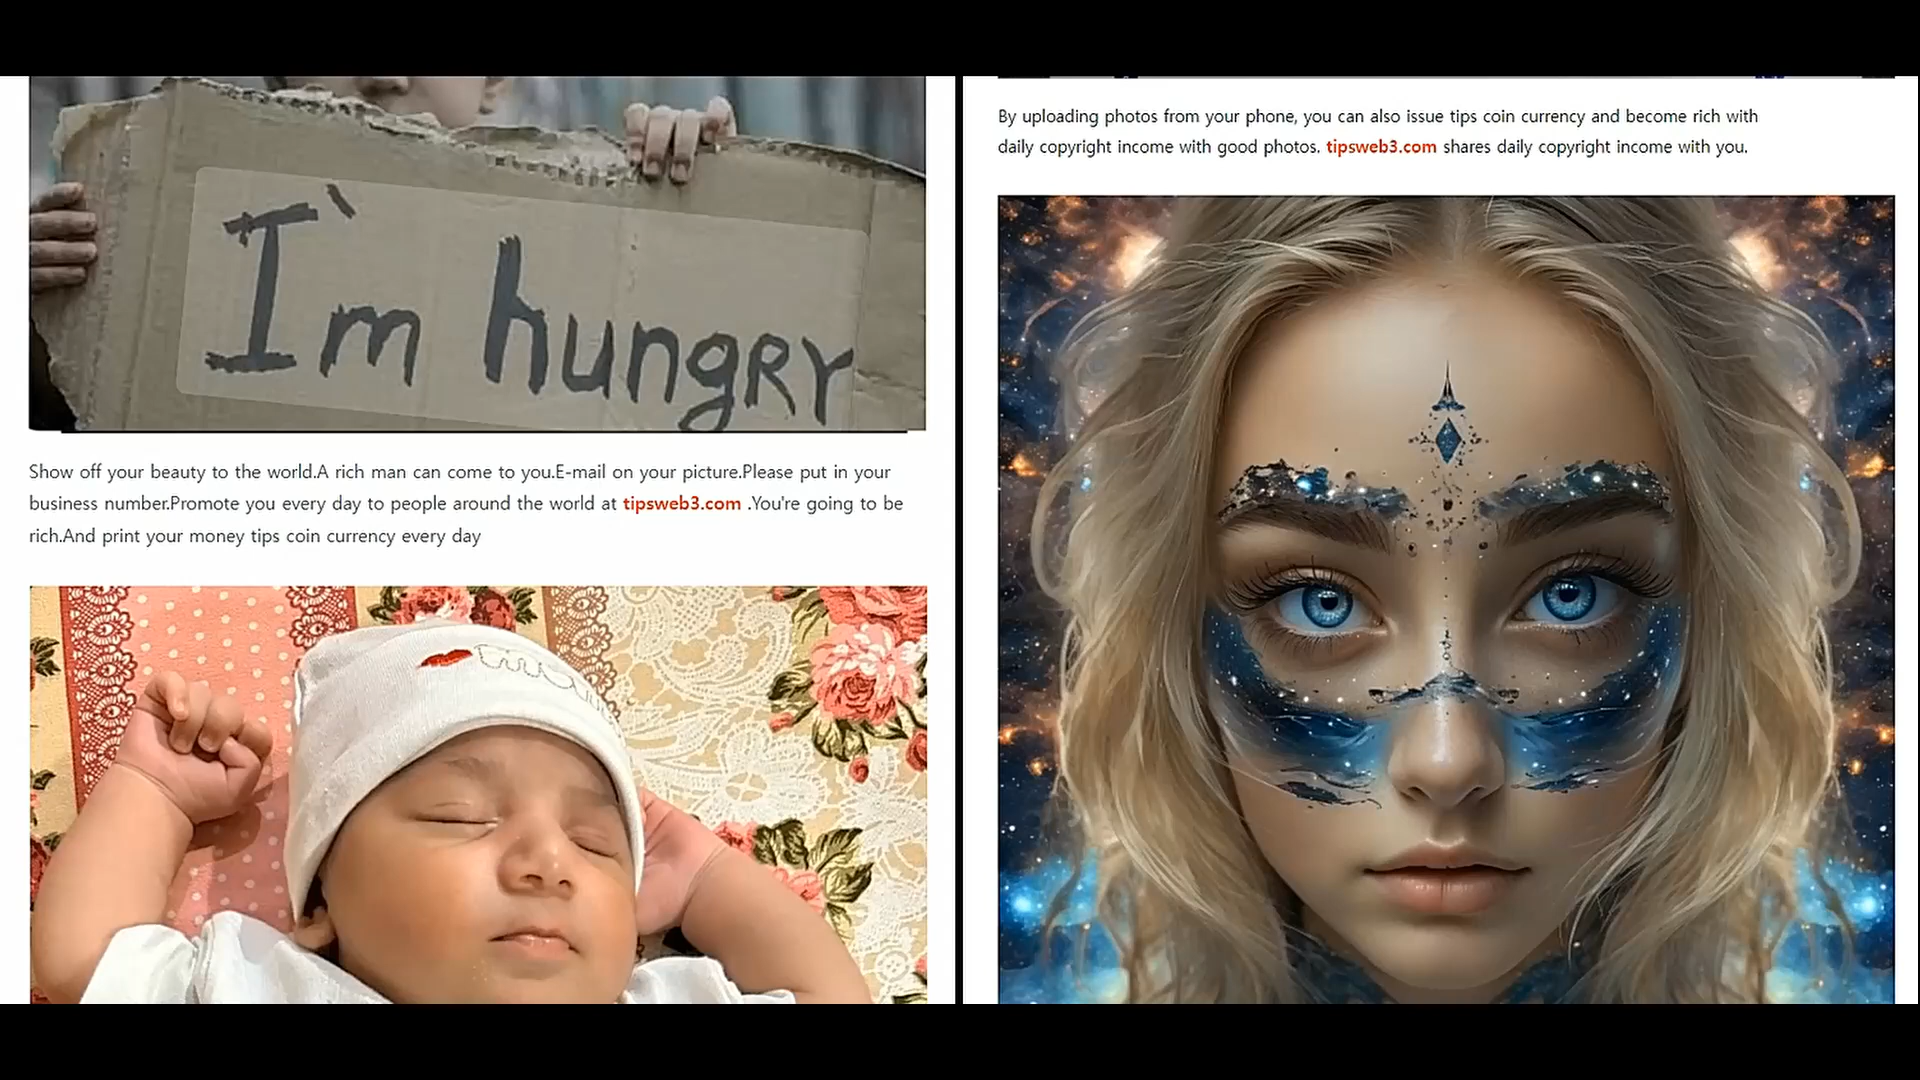 I`m hungry
Show off your beauty to the world.A rich man can come to you.E-mail on your picture.Please put in your
business number.Promote you every day to people around the world at tipsweb3.com .You're going to be
rich.And print your money tips coin currency every day
By uploading photos from your phone, you can also issue tips coin currency and become rich with
daily copyright income with good photos. tipsweb3.com shares daily copyright income with you.